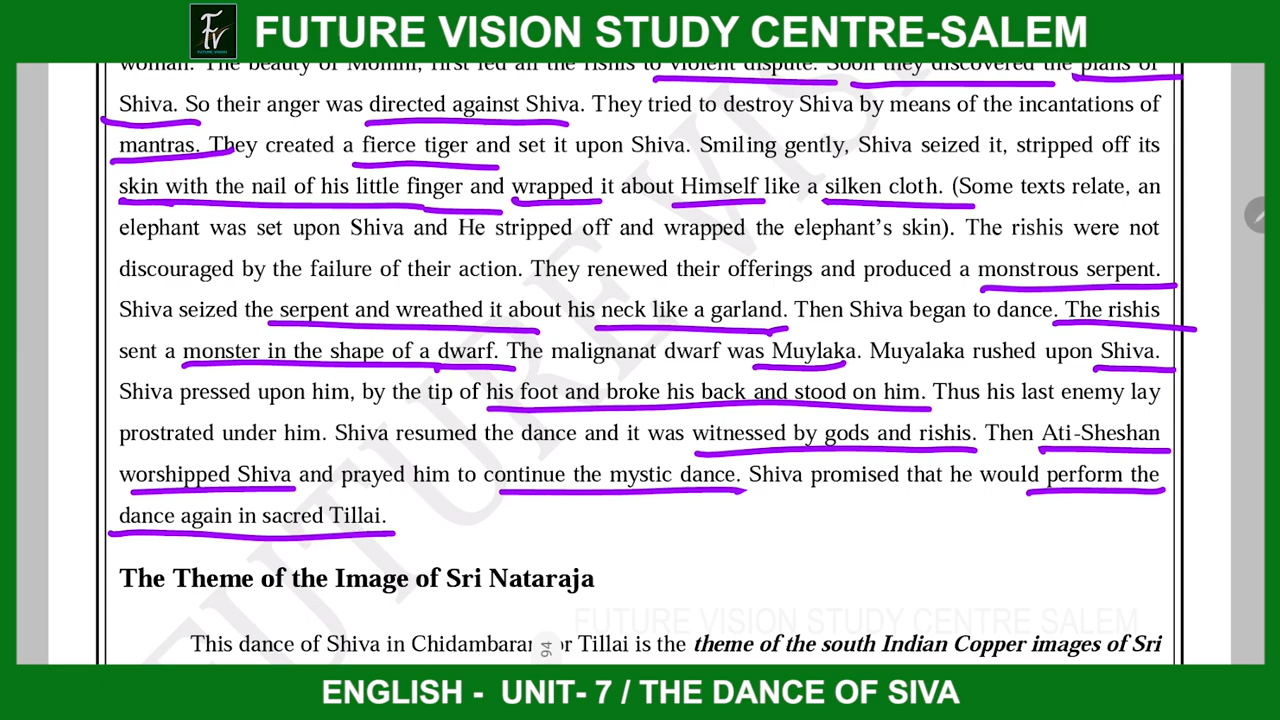 FUTURE VISION STUDY CENTRE-SALEM
woman. The beauty of Mohini, first led all the rishis to violent dispute. Soon they discovered the plans of
Shiva. So their anger was directed against Shiva. They tried to destroy Shiva by means of the incantations of
mantras. They created a fierce tiger and set it upon Shiva. Smiling gently, Shiva seized it, stripped off its
skin with the nail of his little finger and wrapped it about Himself like a silken cloth. (Some texts relate, an
elephant was set upon Shiva and He stripped off and wrapped the elephant's skin). The rishis were not
discouraged by the failure of their action. They renewed their offerings and produced a monstrous serpent.
Shiva seized the serpent and wreathed it about his neck like a garland. Then Shiva began to dance. The rishis
sent a monster in the shape of a dwarf. The malignanat dwarf was Muylaka. Muyalaka rushed upon Shiva.
Shiva pressed upon him, by the tip of his foot and broke his back and stood on him. Thus his last enemy lay
prostrated under him. Shiva resumed the dance and it was witnessed by gods and rishis. Then Ati-Sheshan
worshipped Shiva and prayed him to continue the mystic dance. Shiva promised that he would perform the
dance again in sacred Tillai.
The Theme of the Image of Sri Nataraja
FUTURE VISION STUDY CENTRE SALEM
This dance of Shiva in Chidambaram or Tillai is the theme of the south Indian Copper images of Sri
94
ENGLISH - UNIT- 7 / THE DANCE OF SIVA